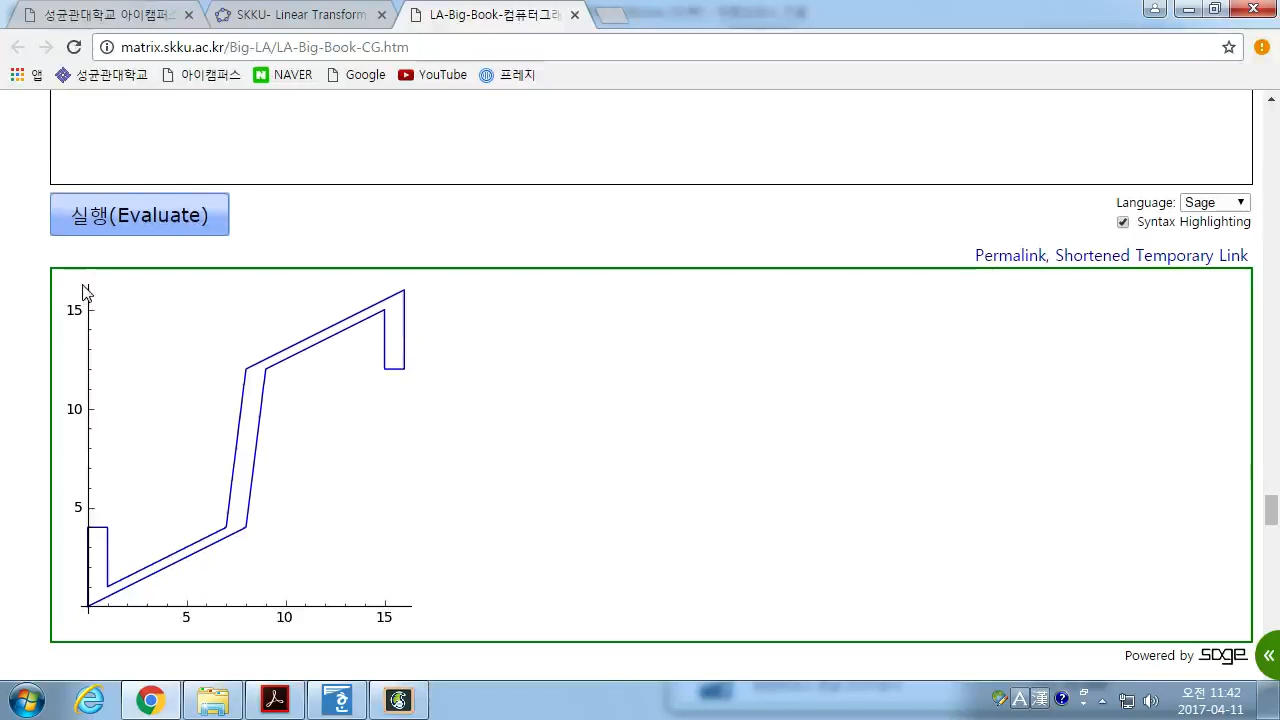 성균관대학교 아이캠퍼스
SKKU- Linear Transform
LA-Big-Book-컴퓨터그래
matrix.skku.ac.kr/Big-LA/LA-Big-Book-CG.htm
앱 성균관대학교 아이캠퍼스 NAVER Google YouTube 프레지
실행(Evaluate)
Language: Sage
Syntax Highlighting
Permalink, Shortened Temporary Link
15
10
5
5 10 15
Powered by sage
A 漢 ?
오전 11:42
2017-04-11